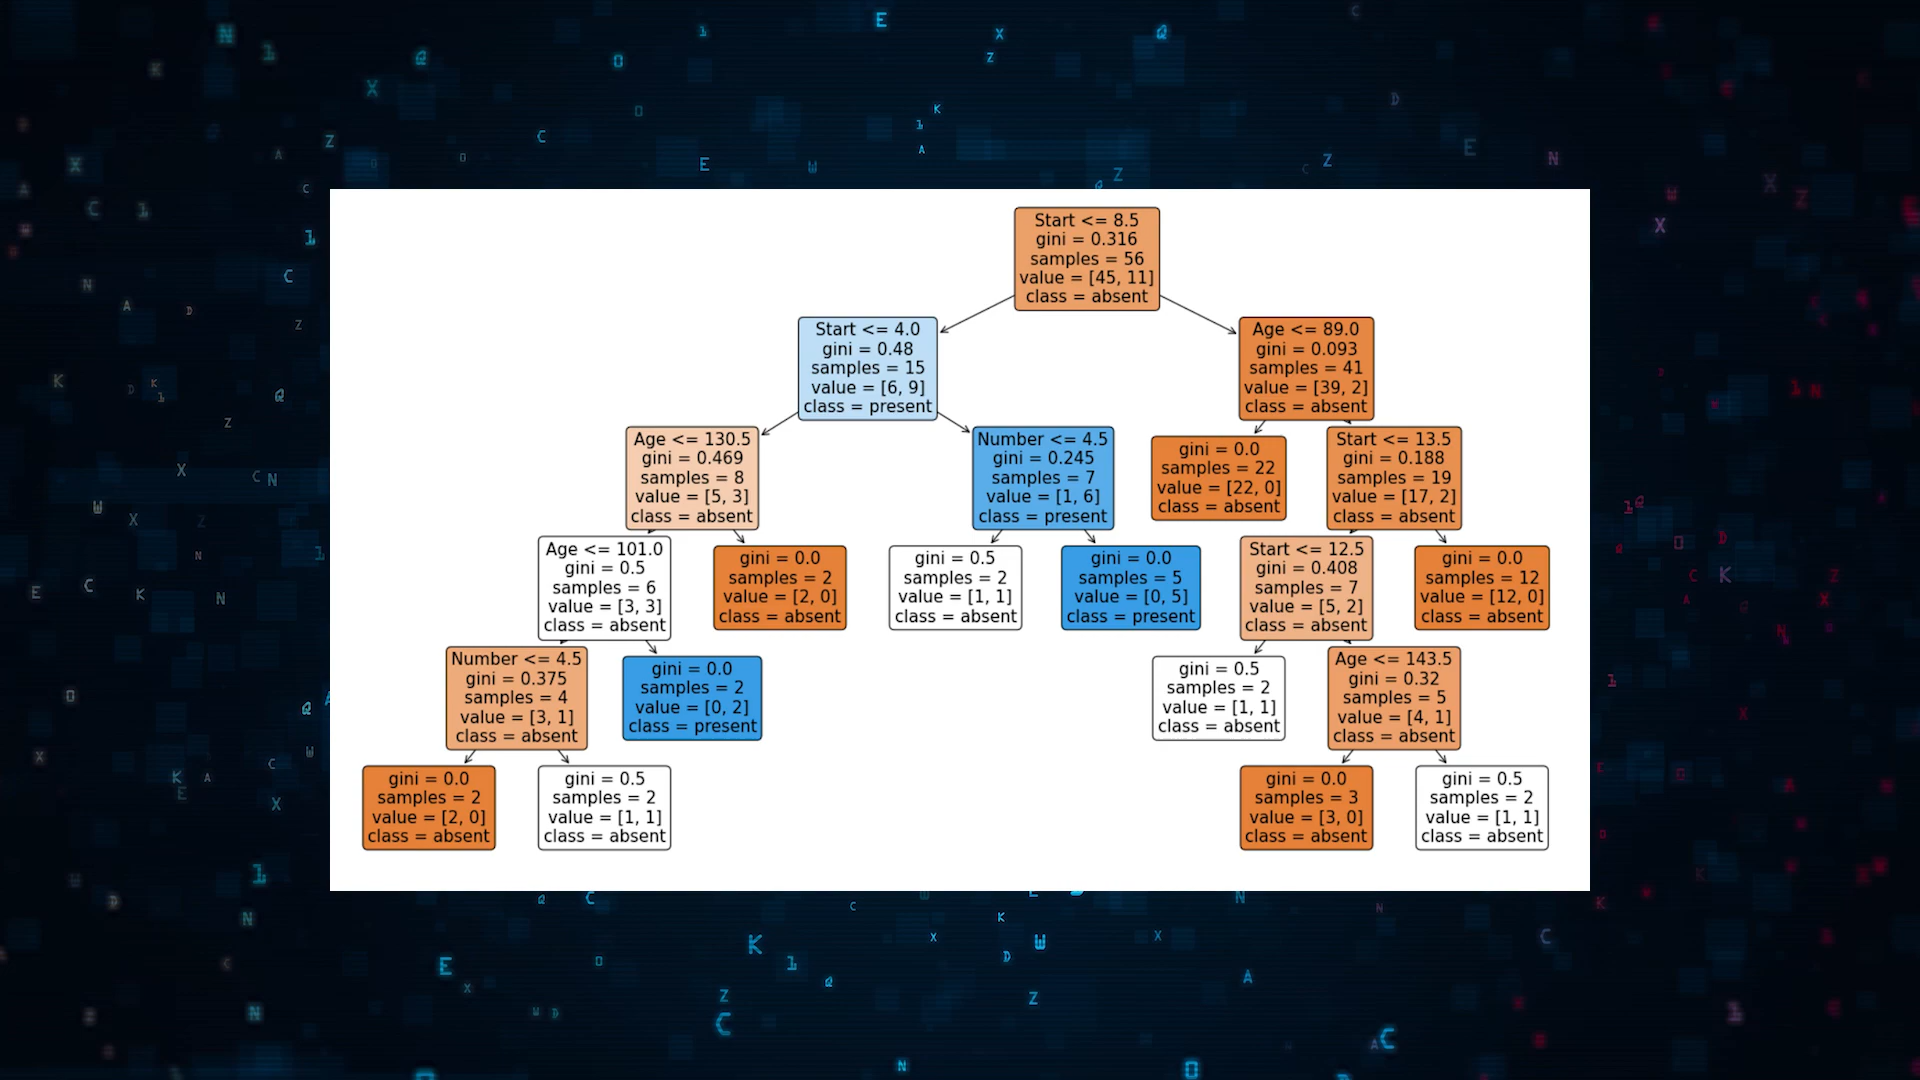 Start <= 8.5
gini = 0.316
samples = 56
value = [45, 11]
class = absent
Start <= 4.0
gini = 0.48
samples = 15
value = [6, 9]
class = present
Age <= 89.0
gini = 0.093
samples = 41
value = [39, 2]
class = absent
Age <= 130.5
gini = 0.469
samples = 8
value = [5, 3]
class = absent
Number <= 4.5
gini = 0.245
samples = 7
value = [1, 6]
class = present
gini = 0.0
samples = 22
value = [22, 0]
class = absent
Start <= 13.5
gini = 0.188
samples = 19
value = [17, 2]
class = absent
Age <= 101.0
gini = 0.5
samples = 6
value = [3, 3]
class = absent
gini = 0.0
samples = 2
value = [2, 0]
class = absent
gini = 0.5
samples = 2
value = [1, 1]
class = absent
gini = 0.0
samples = 5
value = [0, 5]
class = present
Start <= 12.5
gini = 0.408
samples = 7
value = [5, 2]
class = absent
gini = 0.0
samples = 12
value = [12, 0]
class = absent
Number <= 4.5
gini = 0.375
samples = 4
value = [3, 1]
class = absent
gini = 0.0
samples = 2
value = [0, 2]
class = present
gini = 0.5
samples = 2
value = [1, 1]
class = absent
Age <= 143.5
gini = 0.32
samples = 5
value = [4, 1]
class = absent
gini = 0.0
samples = 2
value = [2, 0]
class = absent
gini = 0.5
samples = 2
value = [1, 1]
class = absent
gini = 0.0
samples = 3
value = [3, 0]
class = absent
gini = 0.5
samples = 2
value = [1, 1]
class = absent